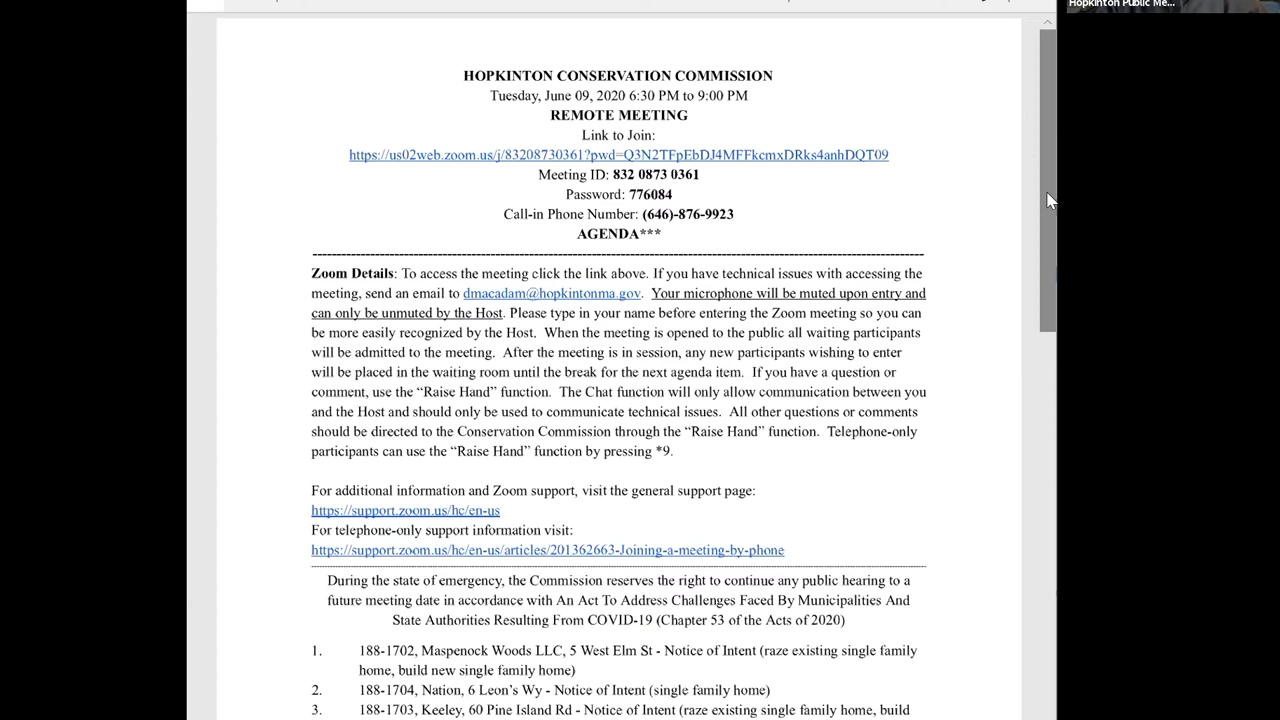 Hopkinton Public Me...
HOPKINTON CONSERVATION COMMISSION
Tuesday, June 09, 2020 6:30 PM to 9:00 PM
REMOTE MEETING
Link to Join:
https://us02web.zoom.us/j/83208730361?pwd=Q3N2TFpEbDJ4MFFkcmxDRks4anhDQT09
Meeting ID: 832 0873 0361
Password: 776084
Call-in Phone Number: (646)-876-9923
AGENDA***
Zoom Details: To access the meeting click the link above. If you have technical issues with accessing the
meeting, send an email to dmacadam@hopkintonma.gov. Your microphone will be muted upon entry and
can only be unmuted by the Host. Please type in your name before entering the Zoom meeting so you can
be more easily recognized by the Host. When the meeting is opened to the public all waiting participants
will be admitted to the meeting. After the meeting is in session, any new participants wishing to enter
will be placed in the waiting room until the break for the next agenda item. If you have a question or
comment, use the “Raise Hand” function. The Chat function will only allow communication between you
and the Host and should only be used to communicate technical issues. All other questions or comments
should be directed to the Conservation Commission through the “Raise Hand” function. Telephone-only
participants can use the “Raise Hand” function by pressing *9.
For additional information and Zoom support, visit the general support page:
https://support.zoom.us/hc/en-us
For telephone-only support information visit:
https://support.zoom.us/hc/en-us/articles/201362663-Joining-a-meeting-by-phone
During the state of emergency, the Commission reserves the right to continue any public hearing to a
future meeting date in accordance with An Act To Address Challenges Faced By Municipalities And
State Authorities Resulting From COVID-19 (Chapter 53 of the Acts of 2020)
1. 188-1702, Maspenock Woods LLC, 5 West Elm St - Notice of Intent (raze existing single family
home, build new single family home)
2. 188-1704, Nation, 6 Leon’s Wy - Notice of Intent (single family home)
3. 188-1703, Keeley, 60 Pine Island Rd - Notice of Intent (raze existing single family home, build